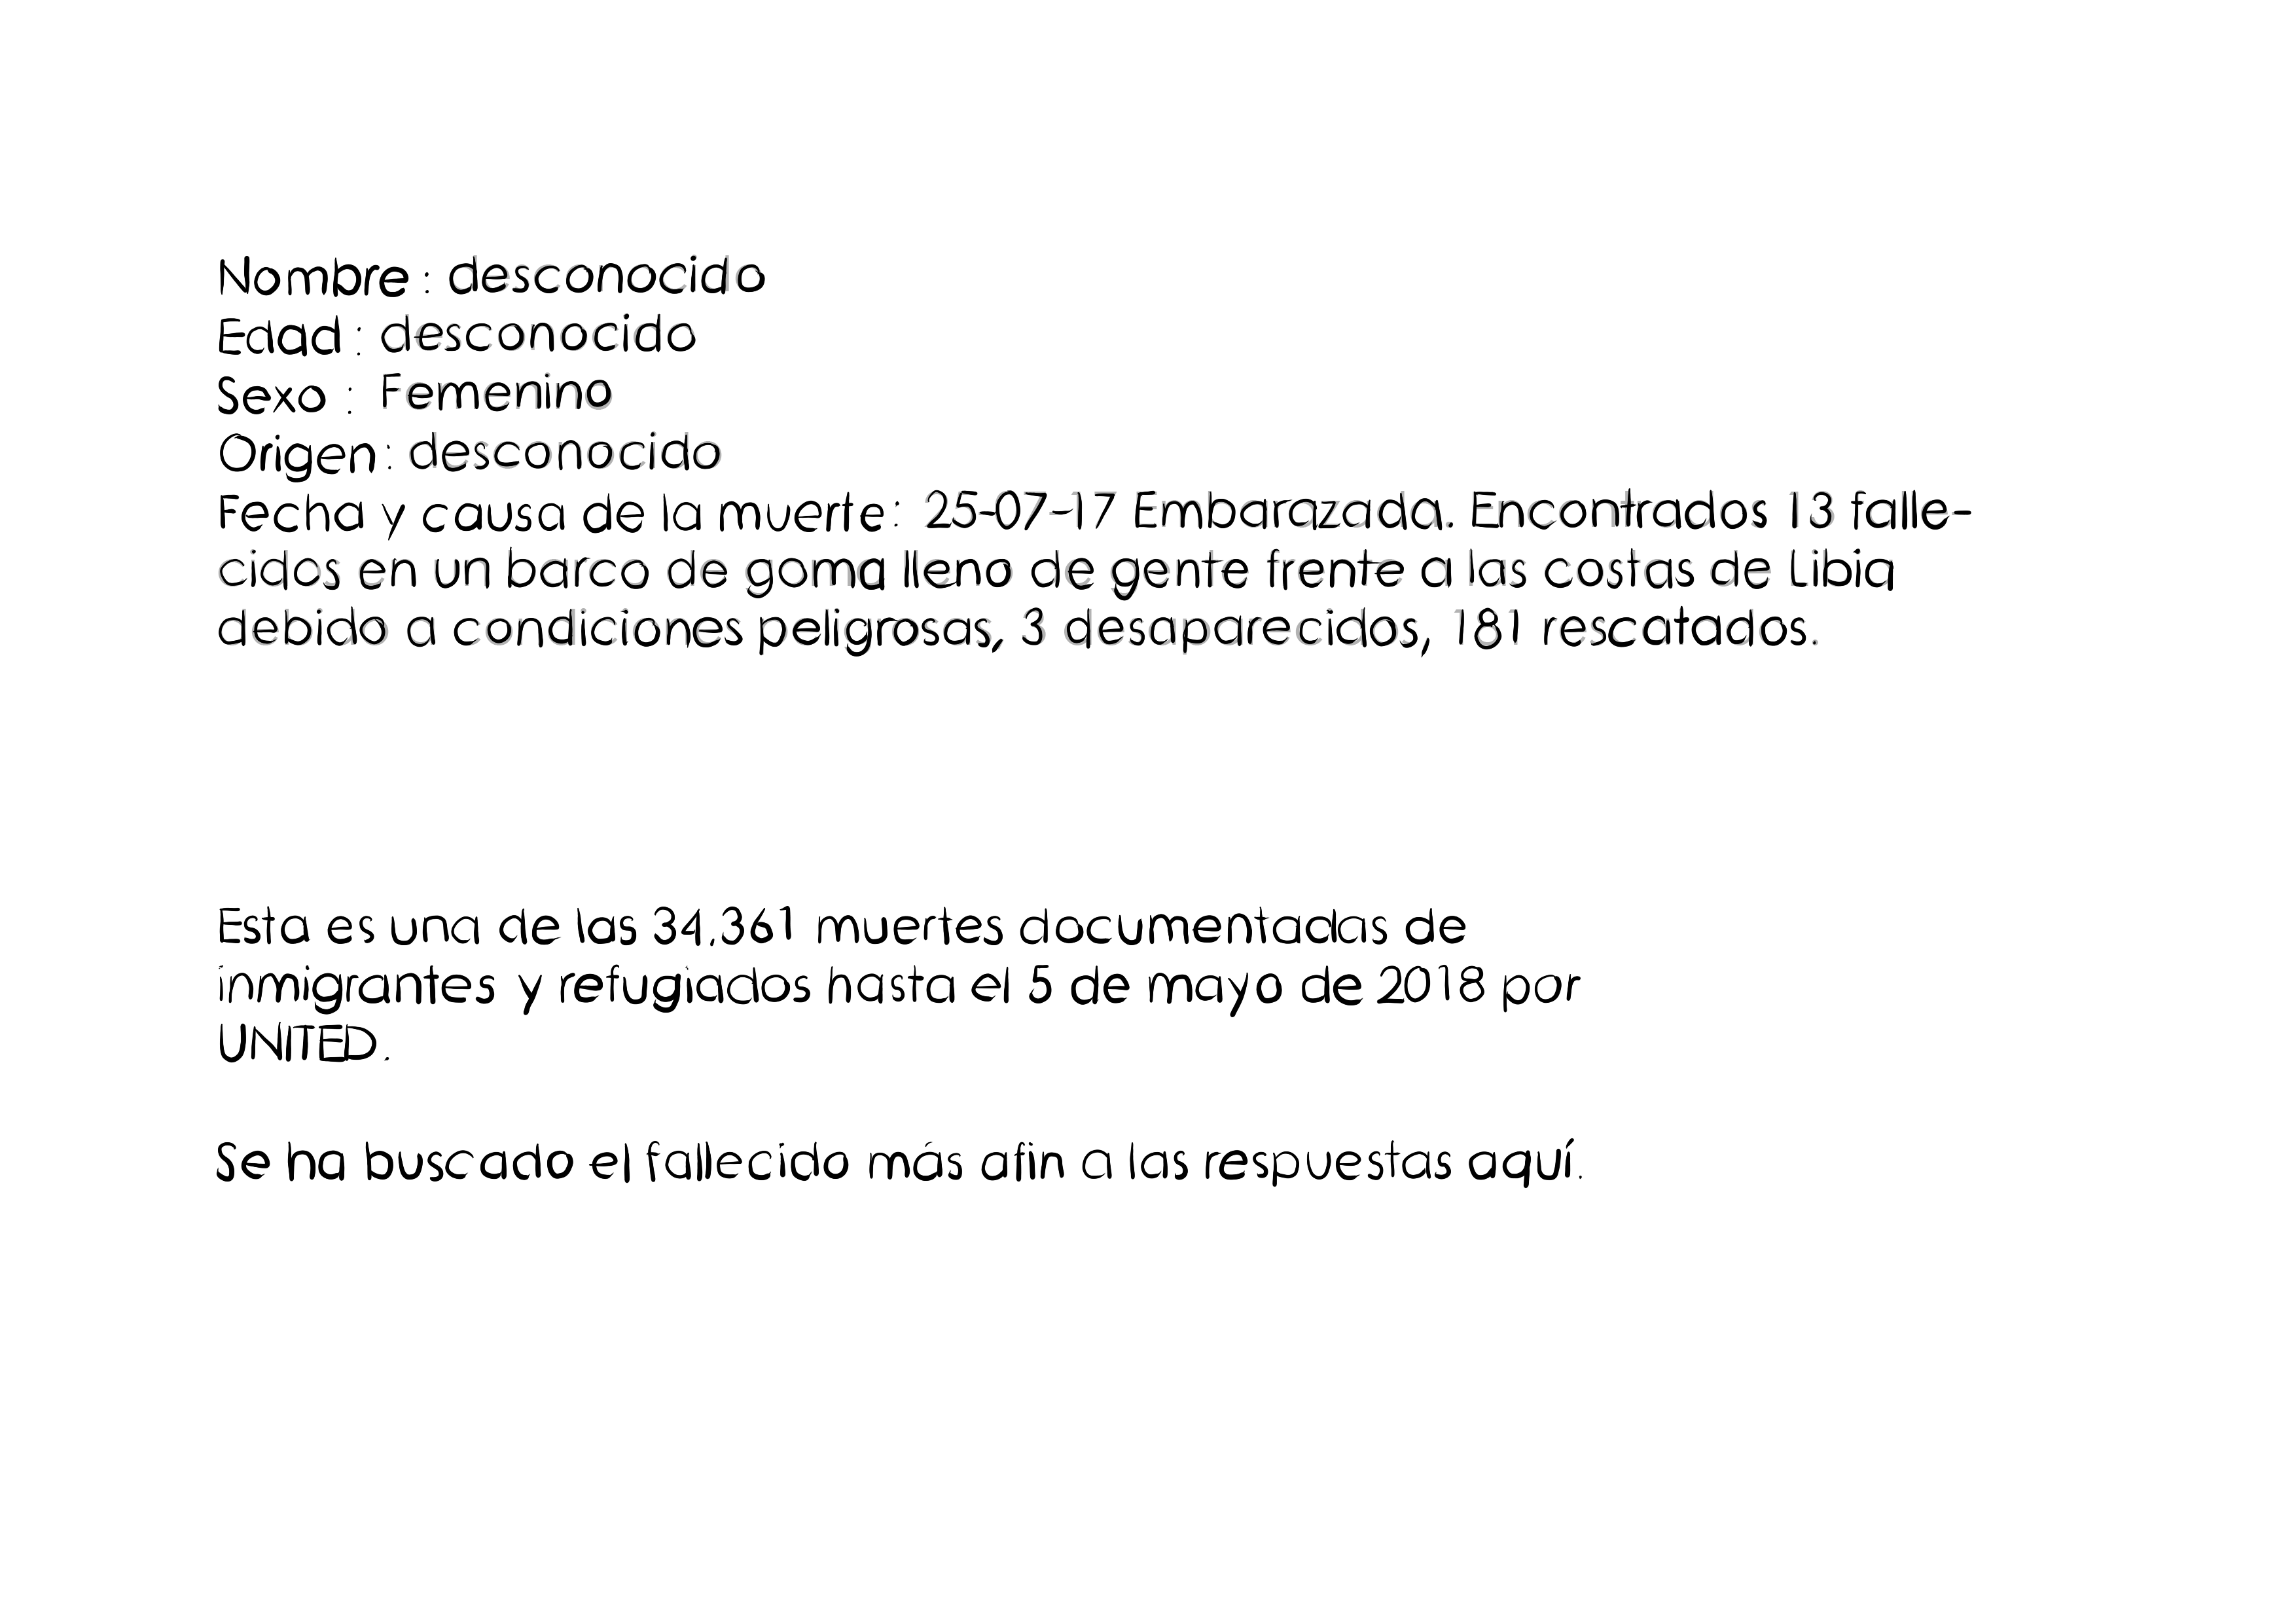 Nombre : desconocido
Edad : desconocido
Sexo : Femenino
Origen : desconocido
Fecha y causa de la muerte : 25-07-17 Embarazada. Encontrados 13 falle-
cidos en un barco de goma lleno de gente frente a las costas de Libia
debido a condiciones peligrosas, 3 desaparecidos, 181 rescatados.
Esta es una de las 34.361 muertes documentadas de
inmigrantes y refugiados hasta el 5 de mayo de 2018 por
UNITED.
Se ha buscado el fallecido más afin a las respuestas aquí.